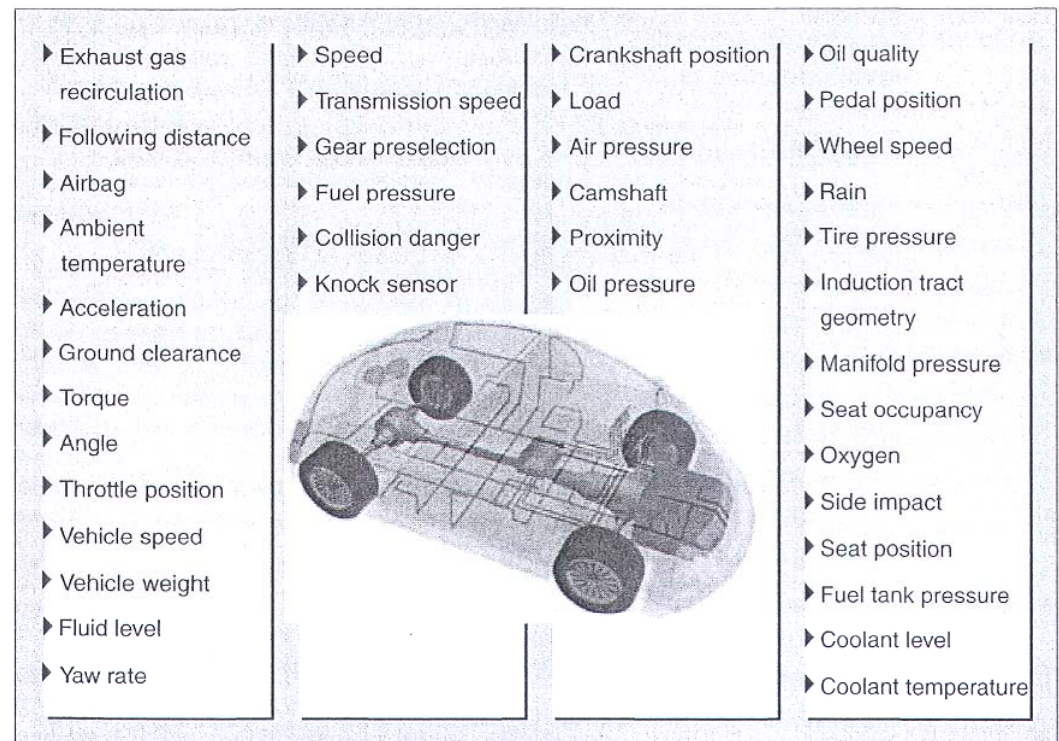 Exhaust gas
recirculation
Following distance
Airbag
Ambient
temperature
Acceleration
Ground clearance
Torque
Angle
Throttle position
Vehicle speed
Vehicle weight
Fluid level
Yaw rate
Speed
Transmission speed
Gear preselection
Fuel pressure
Collision danger
Knock sensor
Crankshaft position
Load
Air pressure
Camshaft
Proximity
Oil pressure
Oil quality
Pedal position
Wheel speed
Rain
Tire pressure
Induction tract
geometry
Manifold pressure
Seat occupancy
Oxygen
Side impact
Seat position
Fuel tank pressure
Coolant level
Coolant temperature